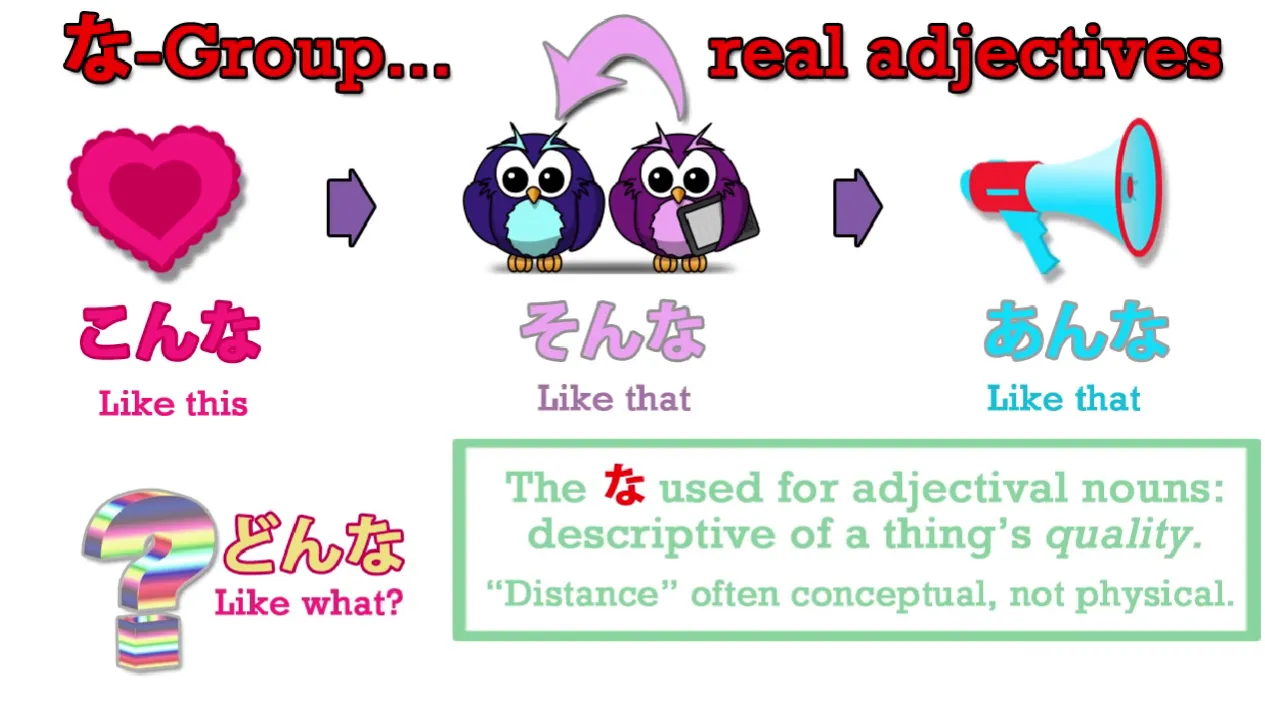 な-Group... real adjectives
こんな そんな あんな
Like this Like that Like that
どんな
Like what?
The な used for adjectival nouns:
descriptive of a thing's quality.
“Distance” often conceptual, not physical.